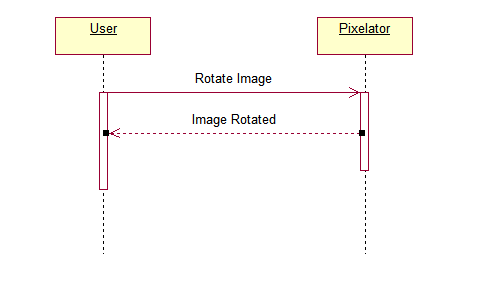 User
Pixelator
Rotate Image
Image Rotated